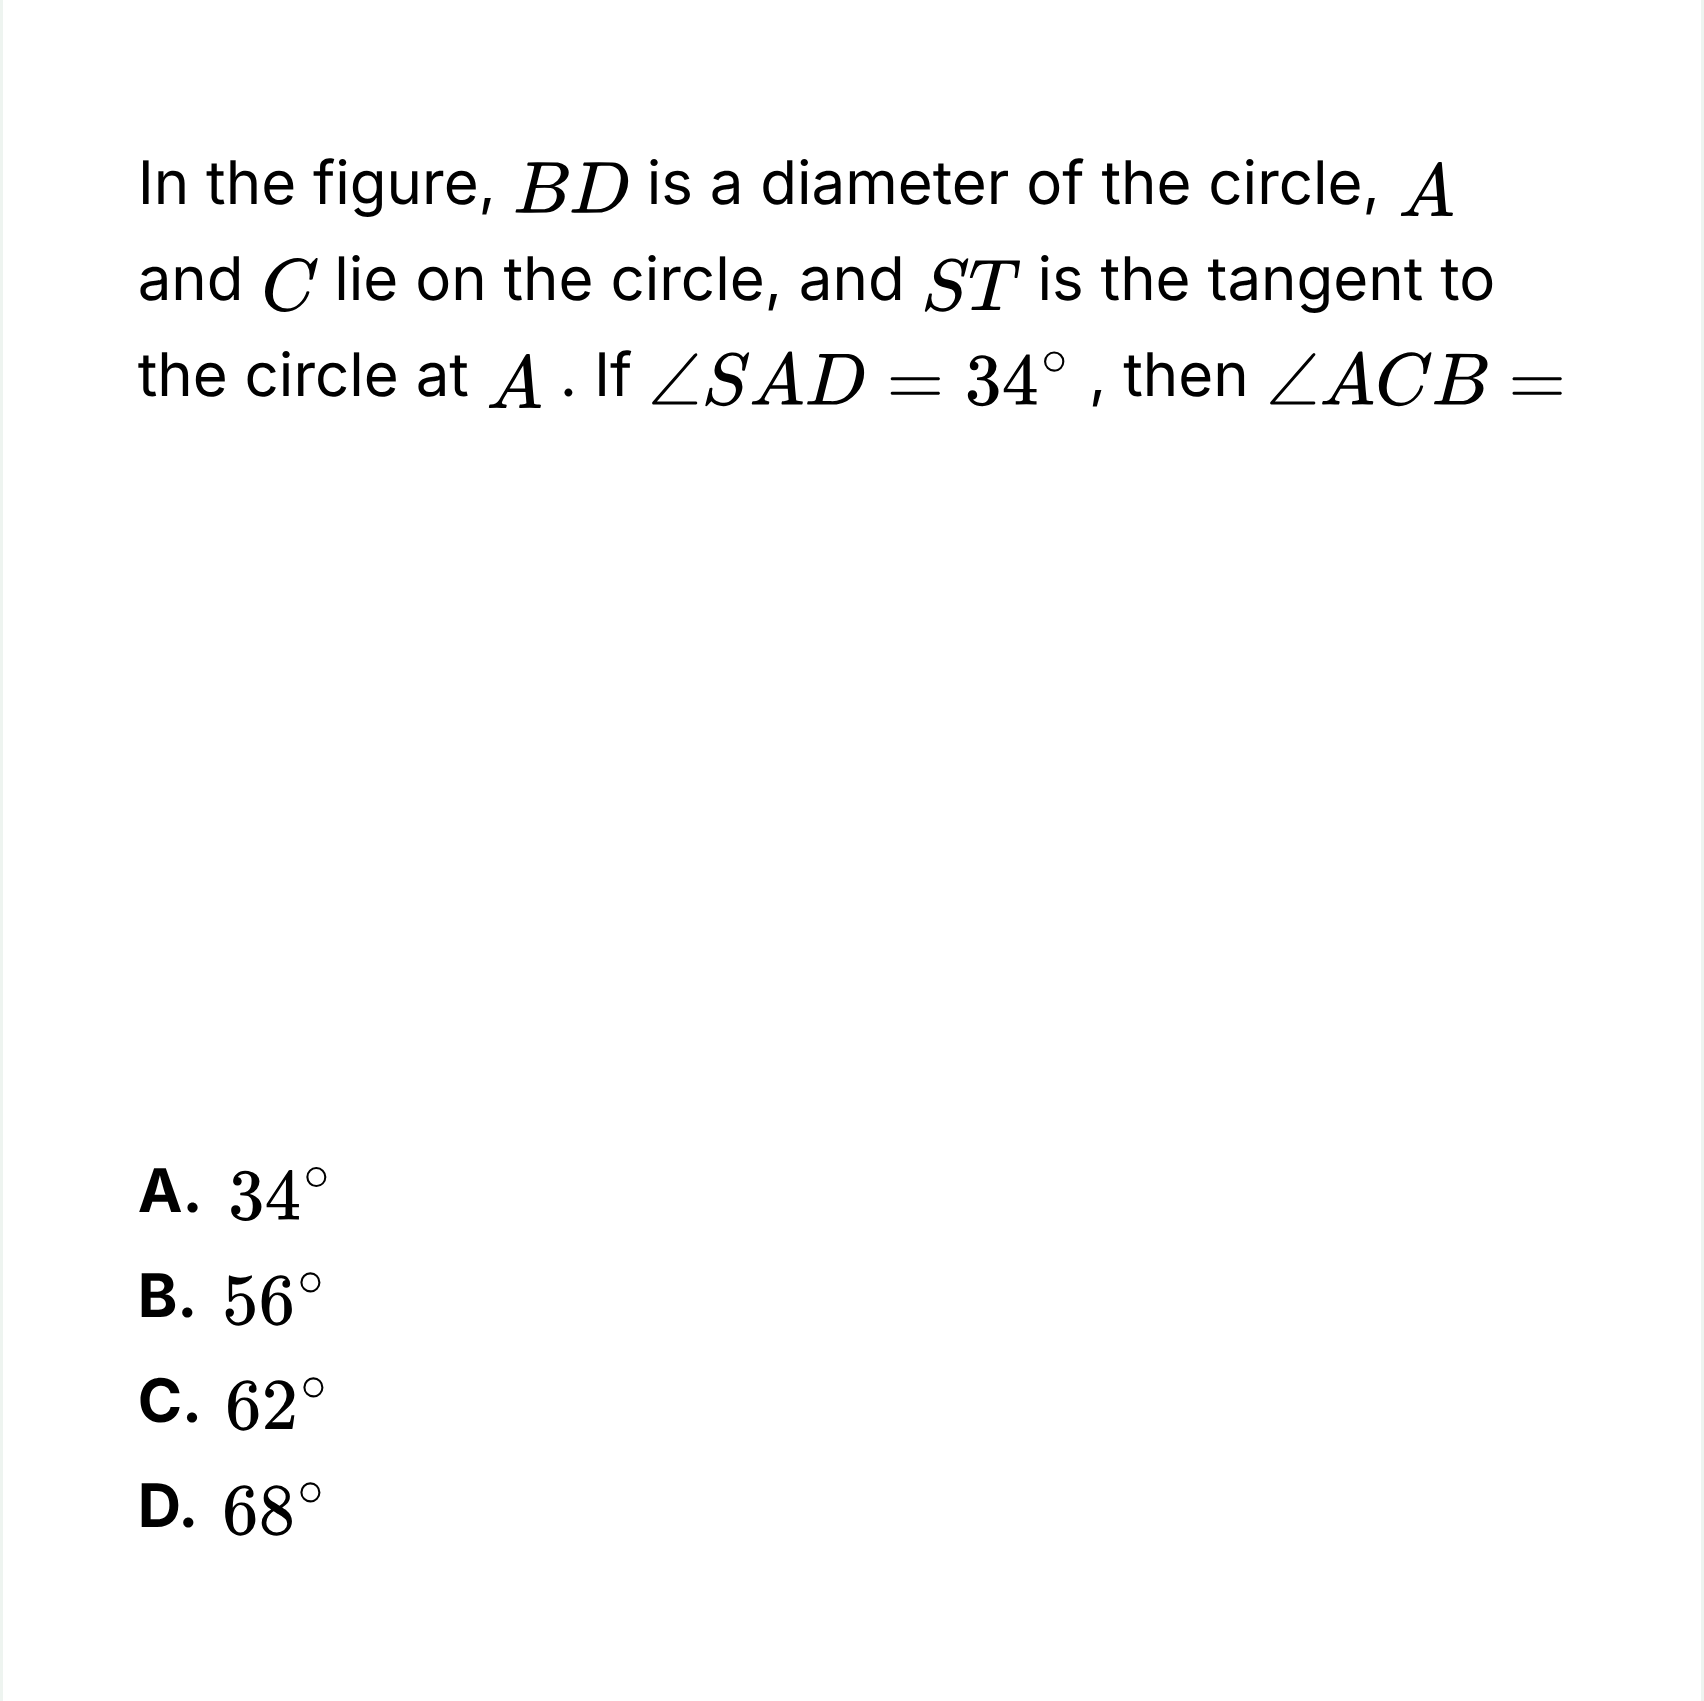 In the figure, BD is a diameter of the circle, A
and C lie on the circle, and ST is the tangent to
the circle at A . If ∠SAD = 34° , then ∠ACB =
A. 34°
B. 56°
C. 62°
D. 68°